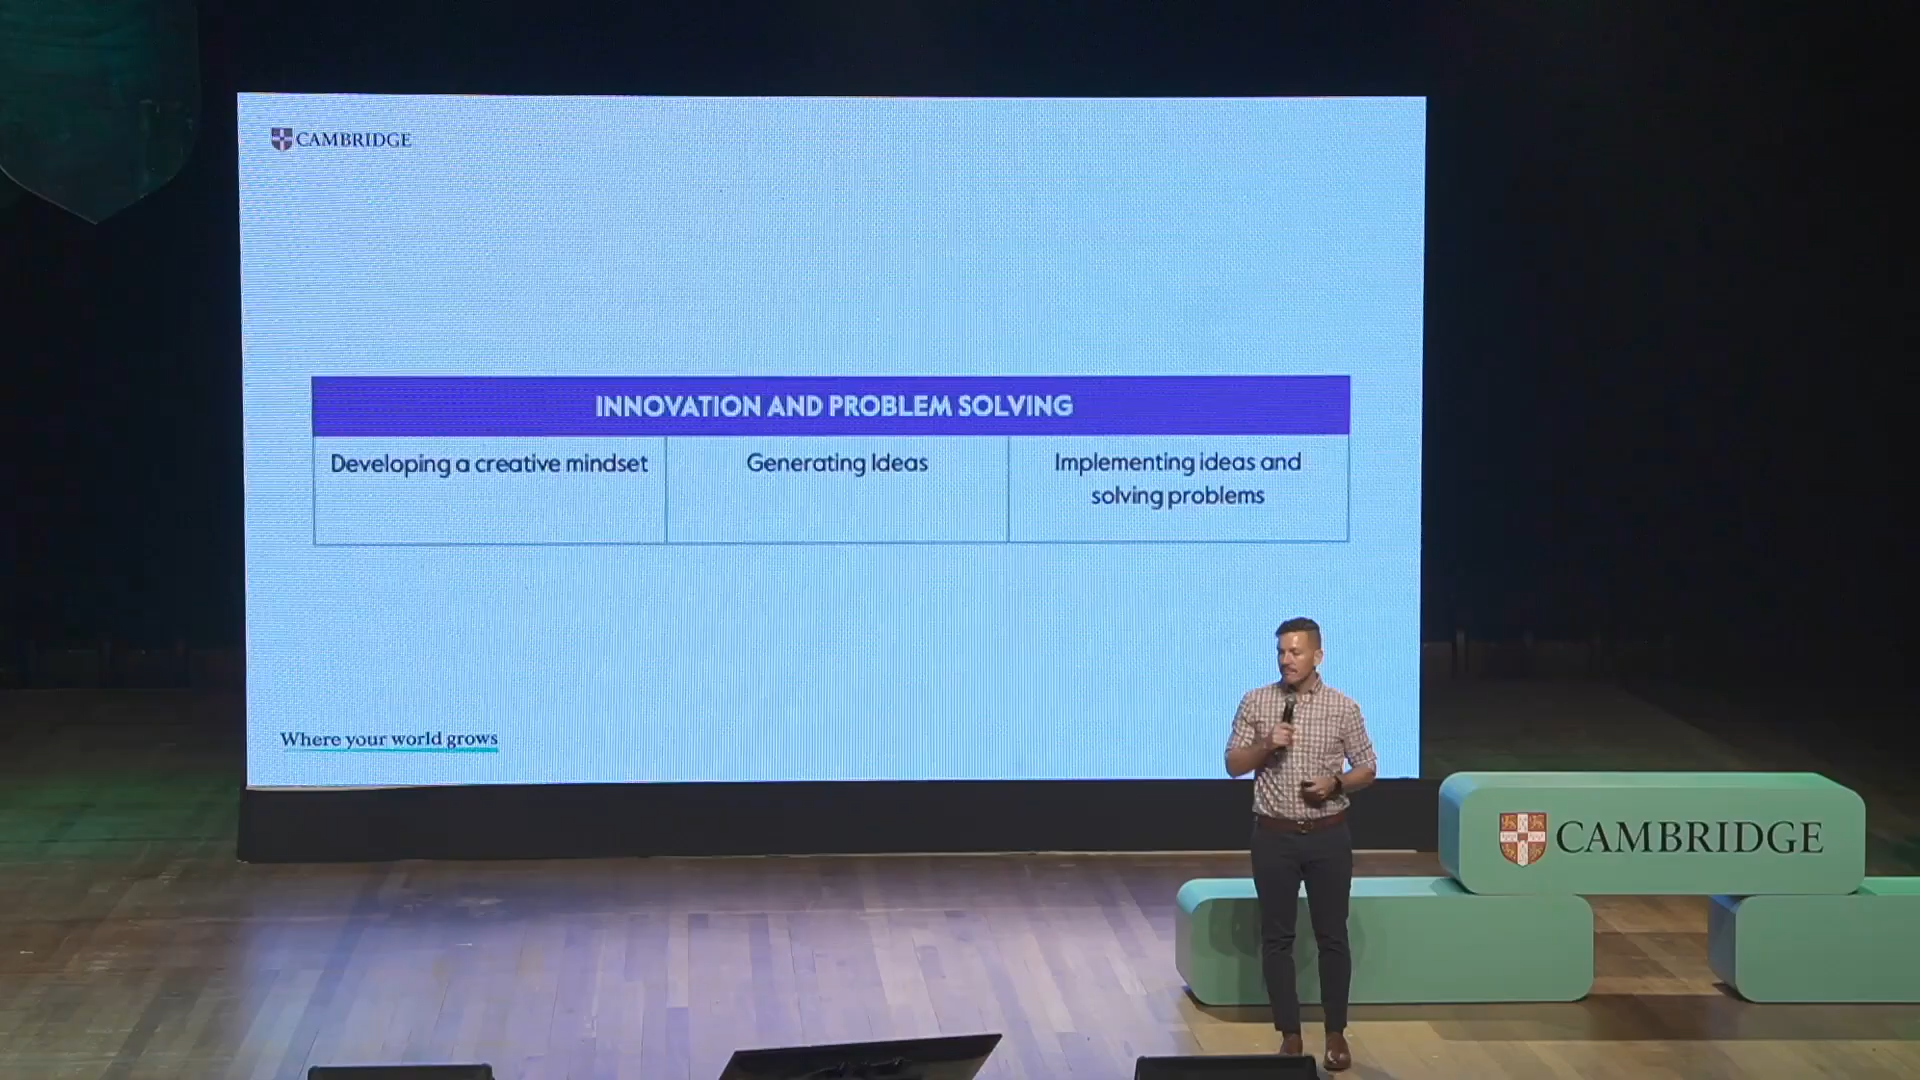 CAMBRIDGE
INNOVATION AND PROBLEM SOLVING
Developing a creative mindset
Generating Ideas
Implementing ideas and
solving problems
Where your world grows
CAMBRIDGE